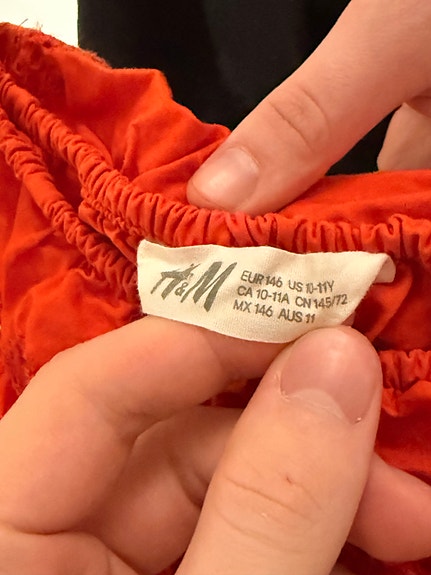 H&M
EUR 146 US 10-11Y
CA 10-11A CN 145/72
MX 146 AUS 11